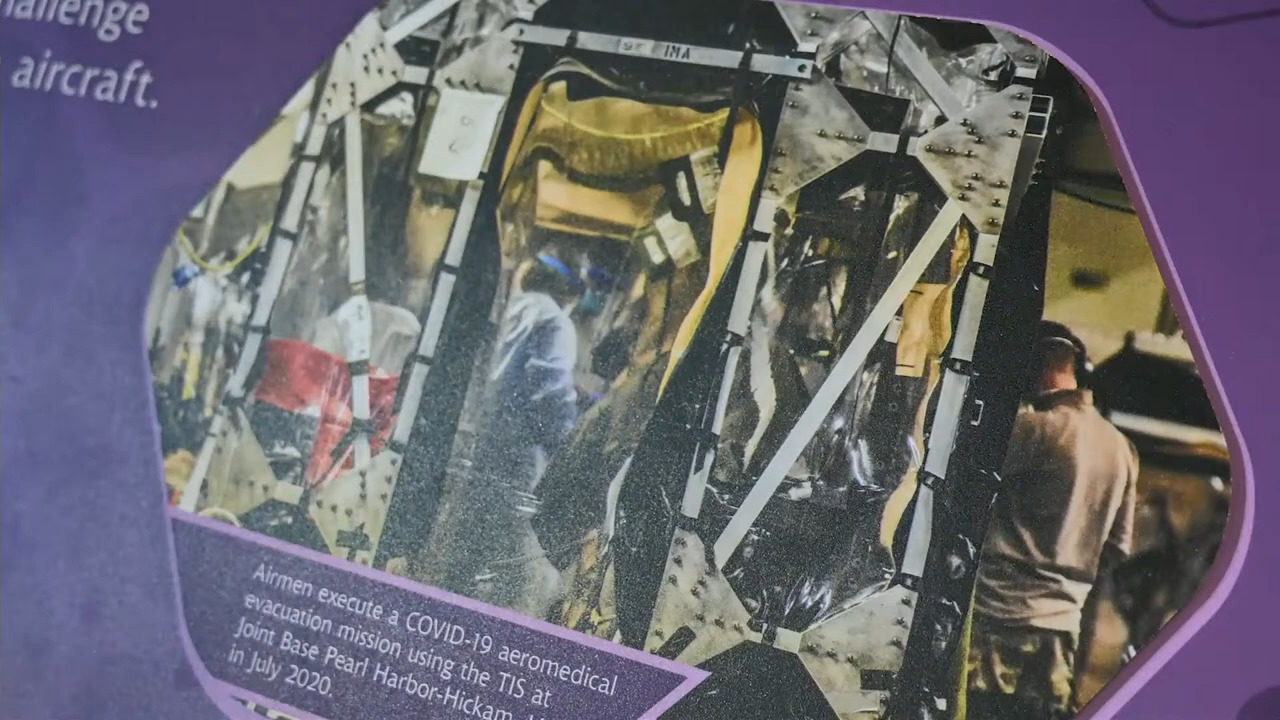 aircraft.
IMA
Airmen execute a COVID-19 aeromedical
evacuation mission using the TIS at
Joint Base Pearl Harbor-Hickam,
in July 2020.